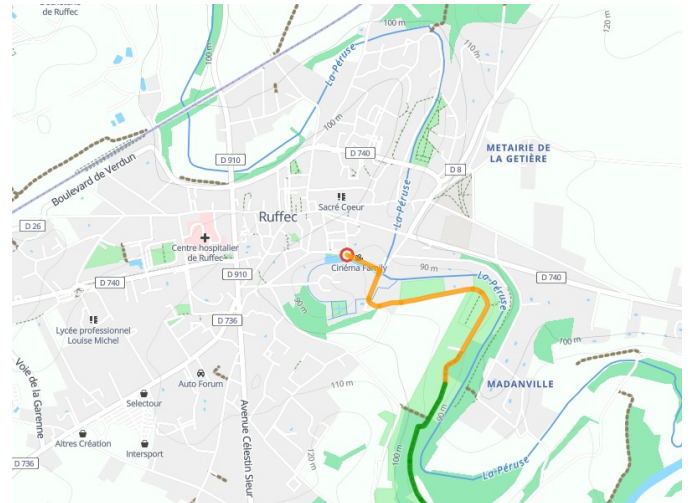 de Ruffec
100 m
La-Péruse
110 m
120 m
100 m
D 910
D 740
METAIRIE DE
LA GETIÈRE
D 8
Boulevard de Verdun
Sacré Coeur
La-Péruse
Ruffec
D 26
Centre hospitalier
de Ruffec
Cinéma Family
90 m
D 910
La-Péruse
D 740
D 740
90 m
D 736
Lycée professionnel
Louise Michel
100 m
Voie de la Garenne
Auto Forum
110 m
MADANVILLE
Selectour
Avenue Célestin Sieur
90 m
Altres Création
Intersport
120 m
100 m
La-Péruse
D 736